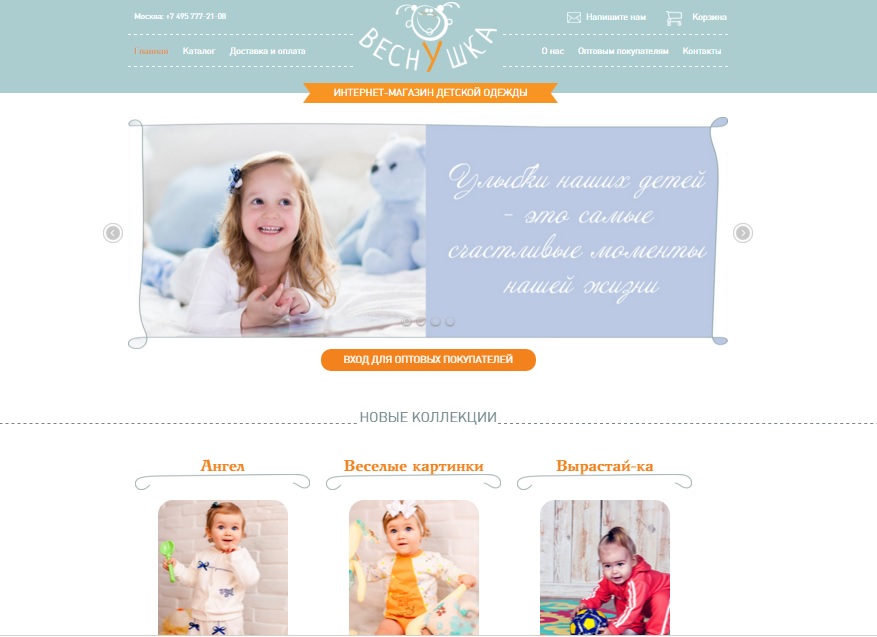 Москва: +7 495 777-21-08
Напишите нам
Корзина
Главная
Каталог
Доставка и оплата
ВЕСНУШКА
О нас
Оптовым покупателям
Контакты
ИНТЕРНЕТ-МАГАЗИН ДЕТСКОЙ ОДЕЖДЫ
Улыбки наших детей
- это самые
счастливые моменты
нашей жизни
ВХОД ДЛЯ ОПТОВЫХ ПОКУПАТЕЛЕЙ
НОВЫЕ КОЛЛЕКЦИИ
Ангел
Веселые картинки
Вырастай-ка